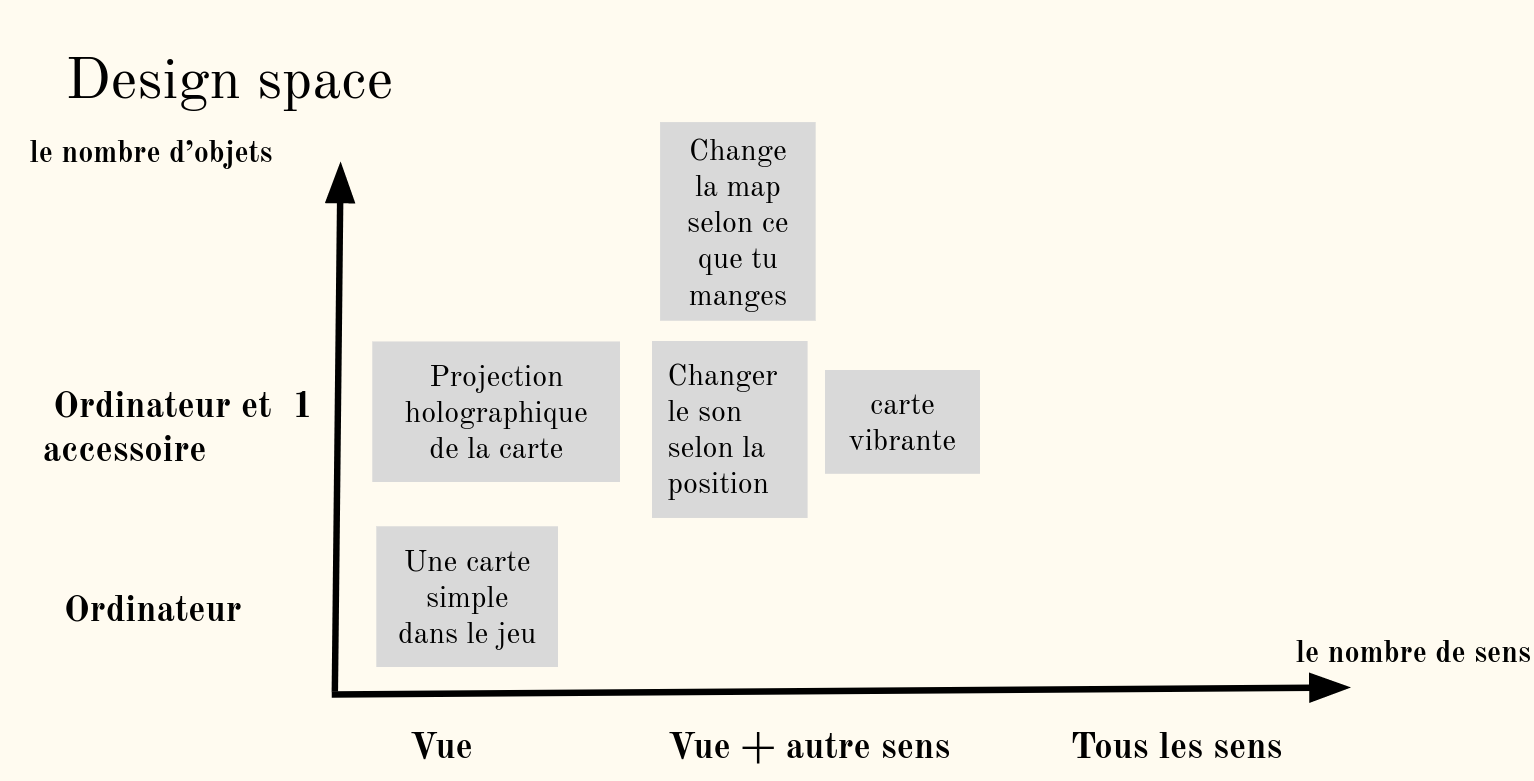 Design space
le nombre d'objets
Change
la map
selon ce
que tu
manges
Ordinateur et 1
accessoire
Projection
holographique
de la carte
Changer
le son
selon la
position
carte
vibrante
Ordinateur
Une carte
simple
dans le jeu
le nombre de sens
Vue
Vue + autre sens
Tous les sens